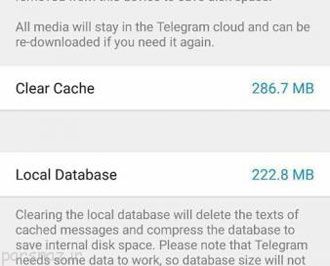 removed from this device to save disk space.
All media will stay in the Telegram cloud and can be
re-downloaded if you need it again.
Clear Cache 286.7 MB
Local Database 222.8 MB
Clearing the local database will delete the texts of
cached messages and compress the database to
save internal disk space. Please note that Telegram
needs some data to work, so database size will not